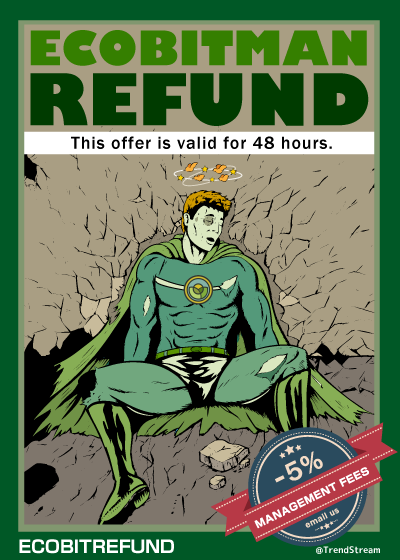 ECOBITMAN
REFUND
This offer is valid for 48 hours.
-5%
MANAGEMENT FEES
email us
ECOBITREFUND
@TrendStream